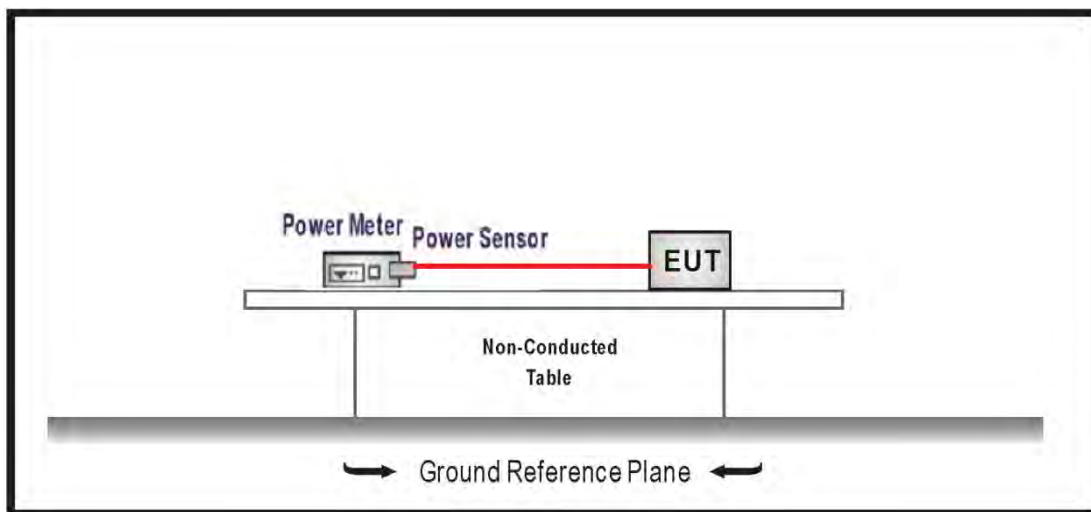 Power Meter
Power Sensor
EUT
Non-Conducted
Table
Ground Reference Plane